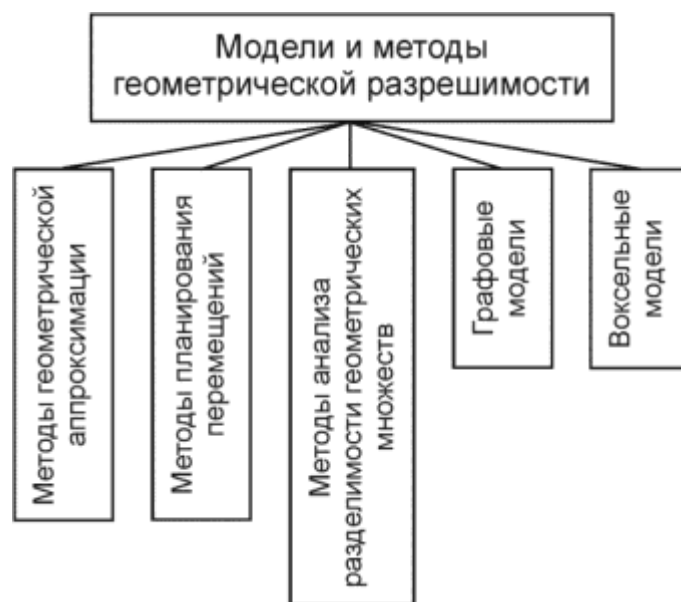 Модели и методы
геометрической разрешимости
Методы геометрической
аппроксимации
Методы планирования
перемещений
Методы анализа
разделимости геометрических
множеств
Графовые
модели
Воксельные
модели